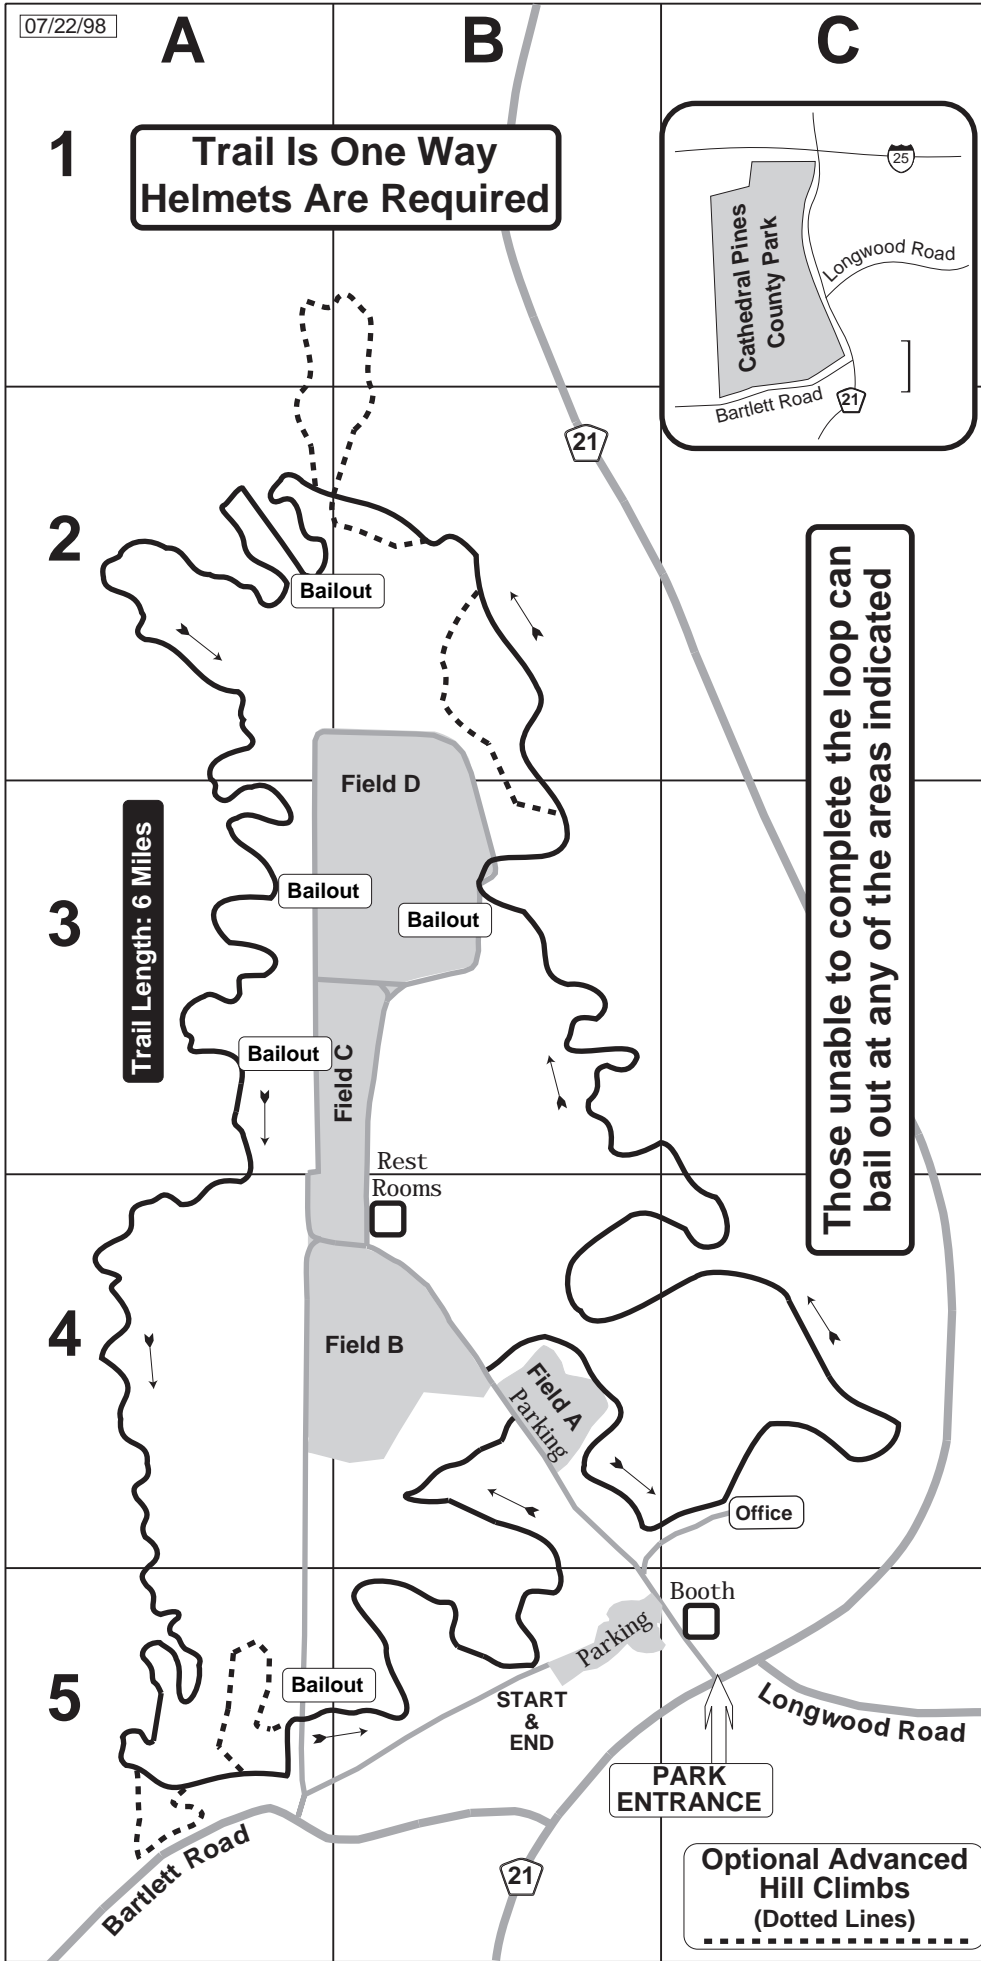 07/22/98
A
B
C
1
Trail Is One Way
Helmets Are Required
25
Cathedral Pines
County Park
Longwood Road
Bartlett Road
21
21
2
Bailout
Those unable to complete the loop can
bail out at any of the areas indicated
Field D
3
Trail Length: 6 Miles
Bailout
Bailout
Bailout
Field C
Rest
Rooms
4
Field B
Field A
Parking
Office
Booth
5
Parking
Bailout
START
&
END
Longwood Road
PARK
ENTRANCE
Bartlett Road
21
Optional Advanced
Hill Climbs
(Dotted Lines)